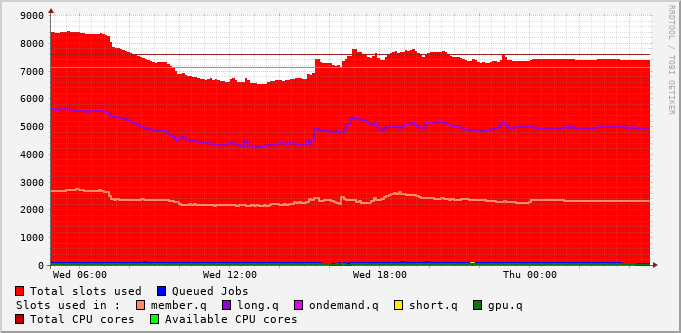 9000
8000
7000
6000
5000
4000
3000
2000
1000
0
Wed 06:00 Wed 12:00 Wed 18:00 Thu 00:00
RRDTOOL / TOBI OETIKER
Total slots used Queued Jobs
Slots used in : member.q long.q ondemand.q short.q gpu.q
Total CPU cores Available CPU cores